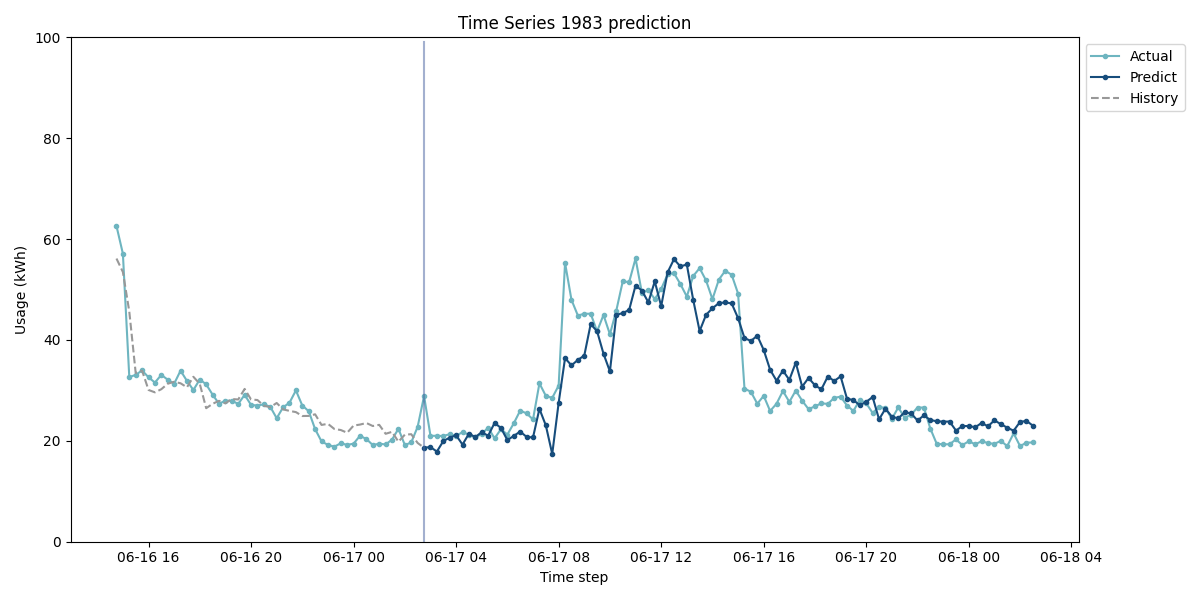 Time Series 1983 prediction
Usage (kWh)
100
80
60
40
20
0
06-16 16
06-16 20
06-17 00
06-17 04
06-17 08
06-17 12
06-17 16
06-17 20
06-18 00
06-18 04
Time step
Actual
Predict
History